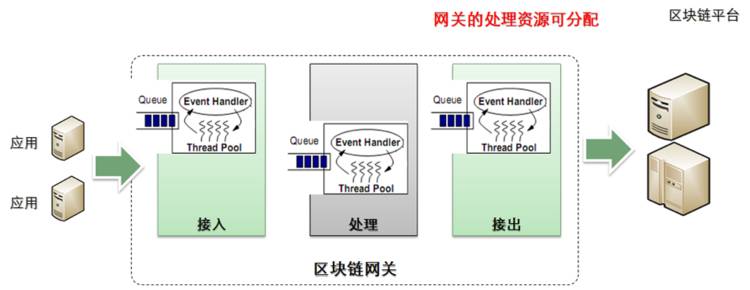 网关的处理资源可分配
区块链平台
Queue
Event Handler
Thread Pool
Queue
Event Handler
Thread Pool
Queue
Event Handler
Thread Pool
应用
应用
接入
处理
接出
区块链网关